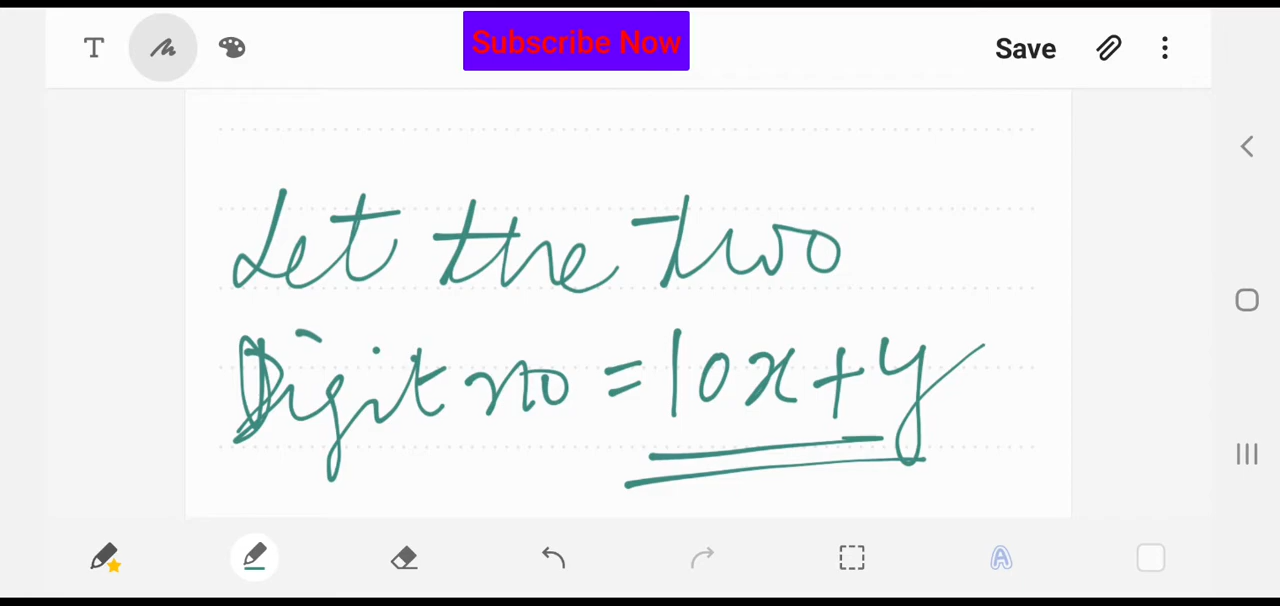 Subscribe Now
T
Save
Let the two
Digit no = 10x+y
A